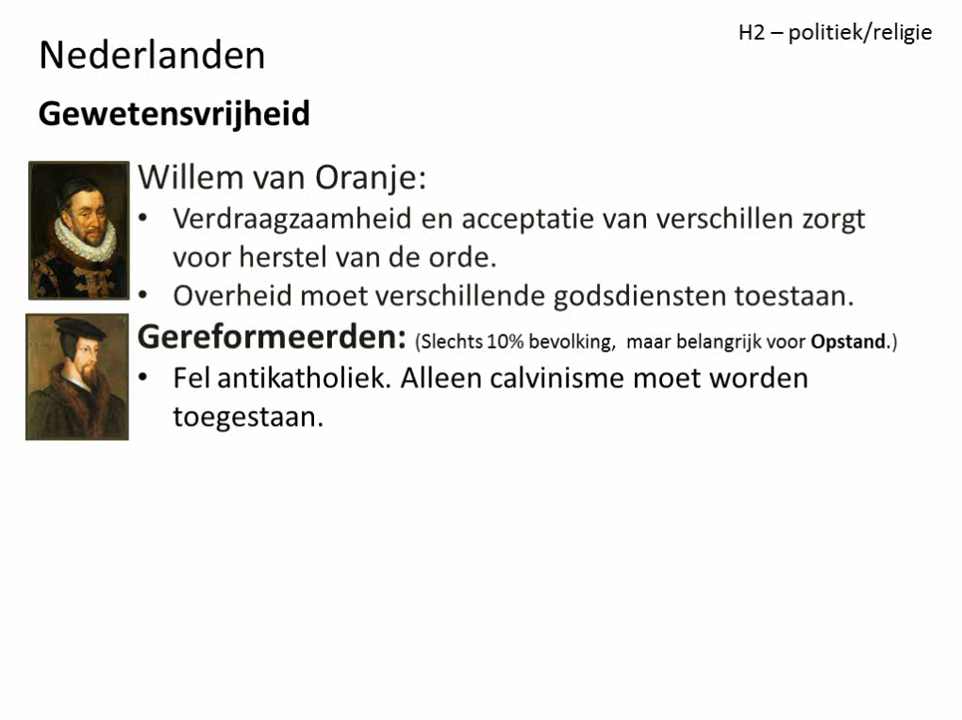 H2 – politiek/religie
Nederlanden
Gewetensvrijheid
Willem van Oranje:
• Verdraagzaamheid en acceptatie van verschillen zorgt
voor herstel van de orde.
• Overheid moet verschillende godsdiensten toestaan.
Gereformeerden: (Slechts 10% bevolking, maar belangrijk voor Opstand.)
• Fel antikatholiek. Alleen calvinisme moet worden
toegestaan.